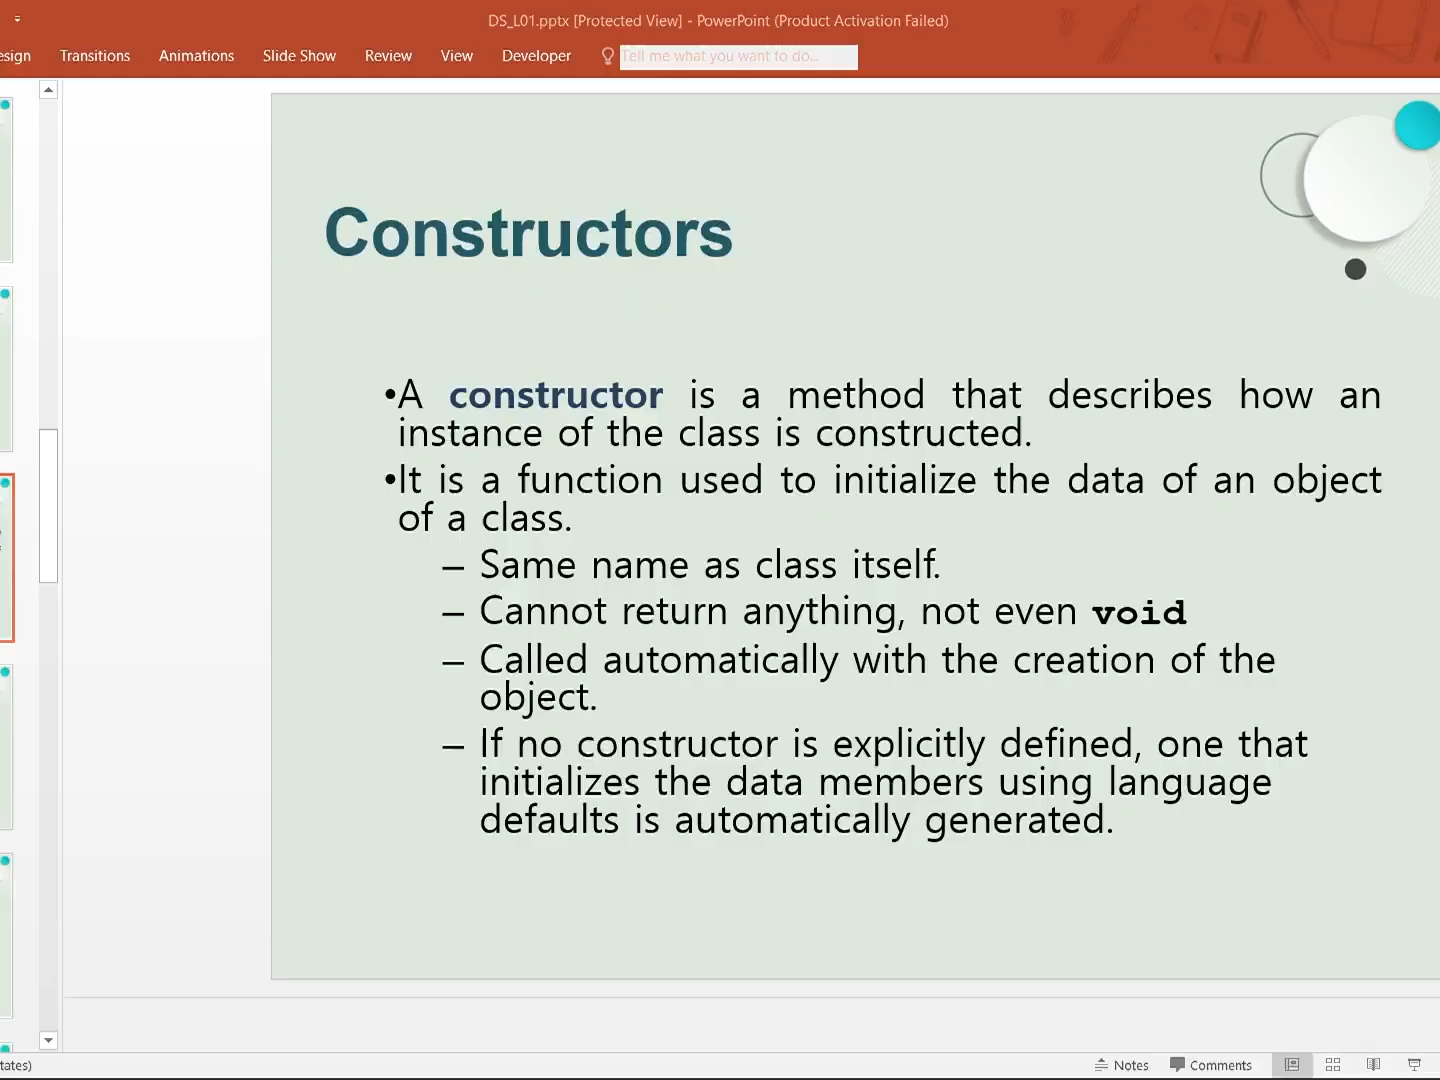 DS_L01.pptx [Protected View] - PowerPoint (Product Activation Failed)
esign Transitions Animations Slide Show Review View Developer Tell me what you want to do...
Constructors
•A constructor is a method that describes how an
instance of the class is constructed.
•It is a function used to initialize the data of an object
of a class.
– Same name as class itself.
– Cannot return anything, not even void
– Called automatically with the creation of the
object.
– If no constructor is explicitly defined, one that
initializes the data members using language
defaults is automatically generated.
tates) Notes Comments